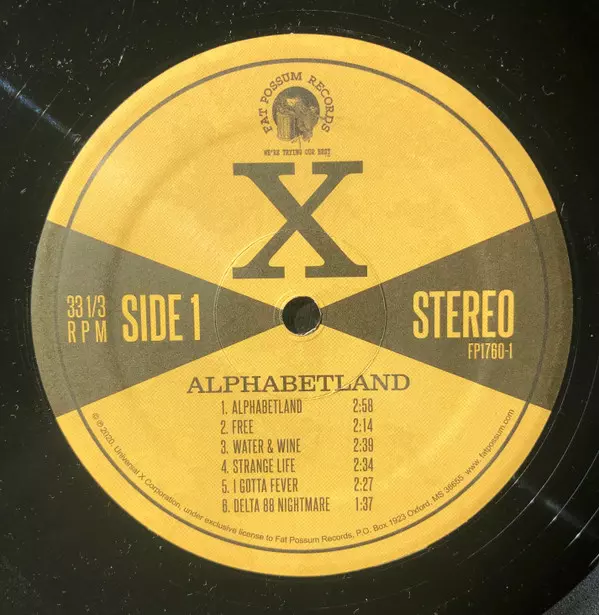 FAT POSSUM RECORDS
WE'RE TRYING OUR BEST
X
33 1/3
RPM
SIDE 1
STEREO
FP1760-1
ALPHABETLAND
1. ALPHABETLAND 2:58
2. FREE 2:14
3. WATER & WINE 2:39
4. STRANGE LIFE 2:34
5. I GOTTA FEVER 2:27
6. DELTA 88 NIGHTMARE 1:37
© ℗ 2020, Universal X Corporation, under exclusive license to Fat Possum Records, P.O. Box 1923 Oxford, MS 38655 www.fatpossum.com